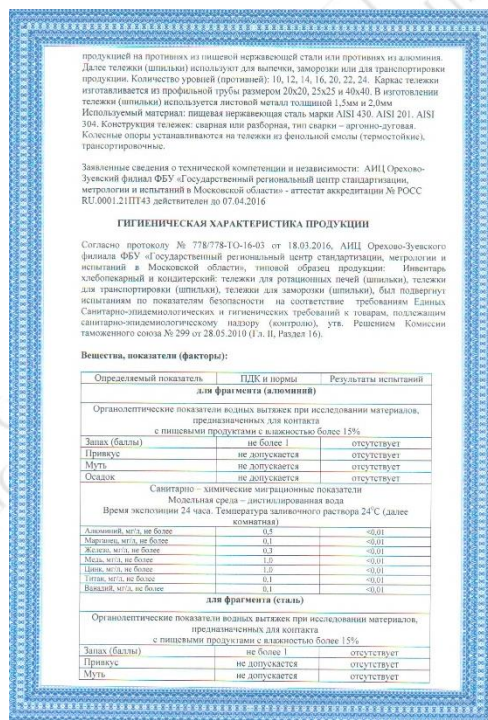 продукцией на противнях из пищевой нержавеющей стали или противнях из алюминия.
Далее тележки (шпильки) используют для выпечки, заморозки или для транспортировки
продукции. Количество уровней (противней): 10, 12, 14, 16, 20, 22, 24. Каркас тележки
изготавливается из профильной трубы размером 20х20, 25х25 и 40х40. В изготовлении
тележки (шпильки) используется листовой металл толщиной 1,5мм и 2,0мм
Используемый материал: пищевая нержавеющая сталь марки AISI 430. AISI 201. AISI
304. Конструкция тележек: сварная или разборная, тип сварки – аргонно-дуговая.
Колесные опоры устанавливаются на тележки из фенольной смолы (термостойкие),
транспортировочные.
Заявленные сведения о технической компетенции и независимости: АИЦ Орехово-
Зуевский филиал ФБУ «Государственный региональный центр стандартизации,
метрологии и испытаний в Московской области» - аттестат аккредитации № РОСС
RU.0001.21ПТ43 действителен до 07.04.2016
ГИГИЕНИЧЕСКАЯ ХАРАКТЕРИСТИКА ПРОДУКЦИИ
Согласно протоколу № 778/778-ТО-16-03 от 18.03.2016, АИЦ Орехово-Зуевского
филиала ФБУ «Государственный региональный центр стандартизации, метрологии и
испытаний в Московской области», типовой образец продукции: Инвентарь
хлебопекарный и кондитерский: тележки для ротационных печей (шпильки), тележки
для транспортировки (шпильки), тележки для заморозки (шпильки), был подвергнут
испытаниям по показателям безопасности на соответствие требованиям Единых
Санитарно-эпидемиологических и гигиенических требований к товарам, подлежащим
санитарно-эпидемиологическому надзору (контролю), утв. Решением Комиссии
таможенного союза № 299 от 28.05.2010 (Гл. II, Раздел 16).
Вещества, показатели (факторы):
Определяемый показатель ПДК и нормы Результаты испытаний
для фрагмента (алюминий)
Органолептические показатели водных вытяжек при исследовании материалов,
предназначенных для контакта
с пищевыми продуктами с влажностью более 15%
Запах (баллы) не более 1 отсутствует
Привкус не допускается отсутствует
Муть не допускается отсутствует
Осадок не допускается отсутствует
Санитарно – химические миграционные показатели
Модельная среда – дистиллированная вода
Время экспозиции 24 часа. Температура заливочного раствора 24°С (далее
комнатная)
Алюминий, мг/л, не более 0,5 <0,01
Марганец, мг/л, не более 0,1 <0,01
Железо, мг/л, не более 0,3 <0,01
Медь, мг/л, не более 1,0 <0,01
Цинк, мг/л, не более 1,0 <0,01
Титан, мг/л, не более 0,1 <0,01
Ванадий, мг/л, не более 0,1 <0,01
для фрагмента (сталь)
Органолептические показатели водных вытяжек при исследовании материалов,
предназначенных для контакта
с пищевыми продуктами с влажностью более 15%
Запах (баллы) не более 1 отсутствует
Привкус не допускается отсутствует
Муть не допускается отсутствует